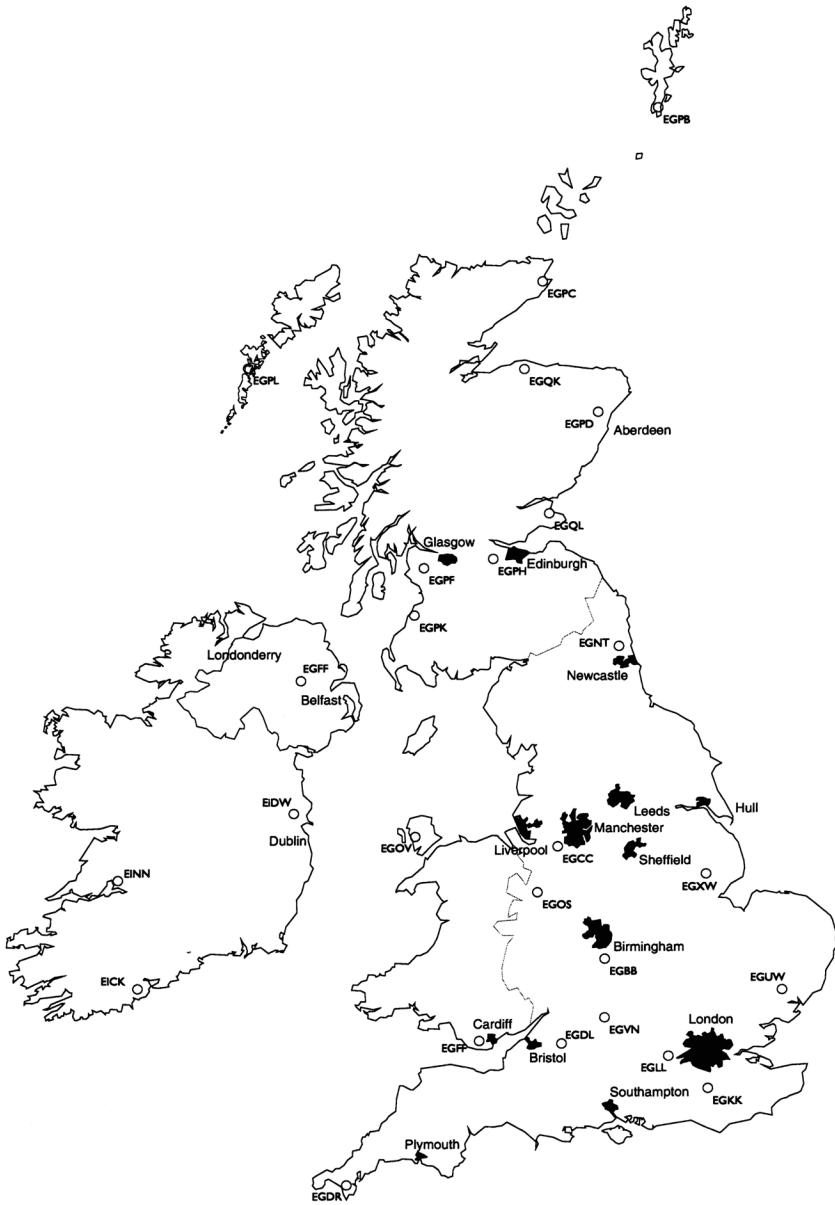 EGPB
EGPC
EGPL
EGQK
EGPD
Aberdeen
EGQL
Glasgow
EGPH
Edinburgh
EGPF
EGPK
Londonderry
EGNT
EGFF
Newcastle
Belfast
EIDW
Leeds
Hull
Dublin
Manchester
EGOV
Liverpool
EGCC
Sheffield
EINN
EGXW
EGOS
Birmingham
EGBB
EICK
EGUW
London
Cardiff
EGVN
EGFF
EGDL
Bristol
EGLL
Southampton
EGKK
Plymouth
EGDR